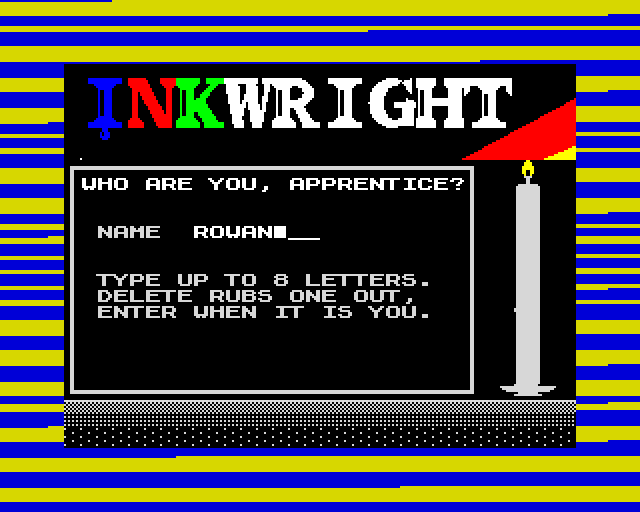 INKWRIGHT
WHO ARE YOU, APPRENTICE?
NAME ROWAN
TYPE UP TO 8 LETTERS.
DELETE RUBS ONE OUT,
ENTER WHEN IT IS YOU.